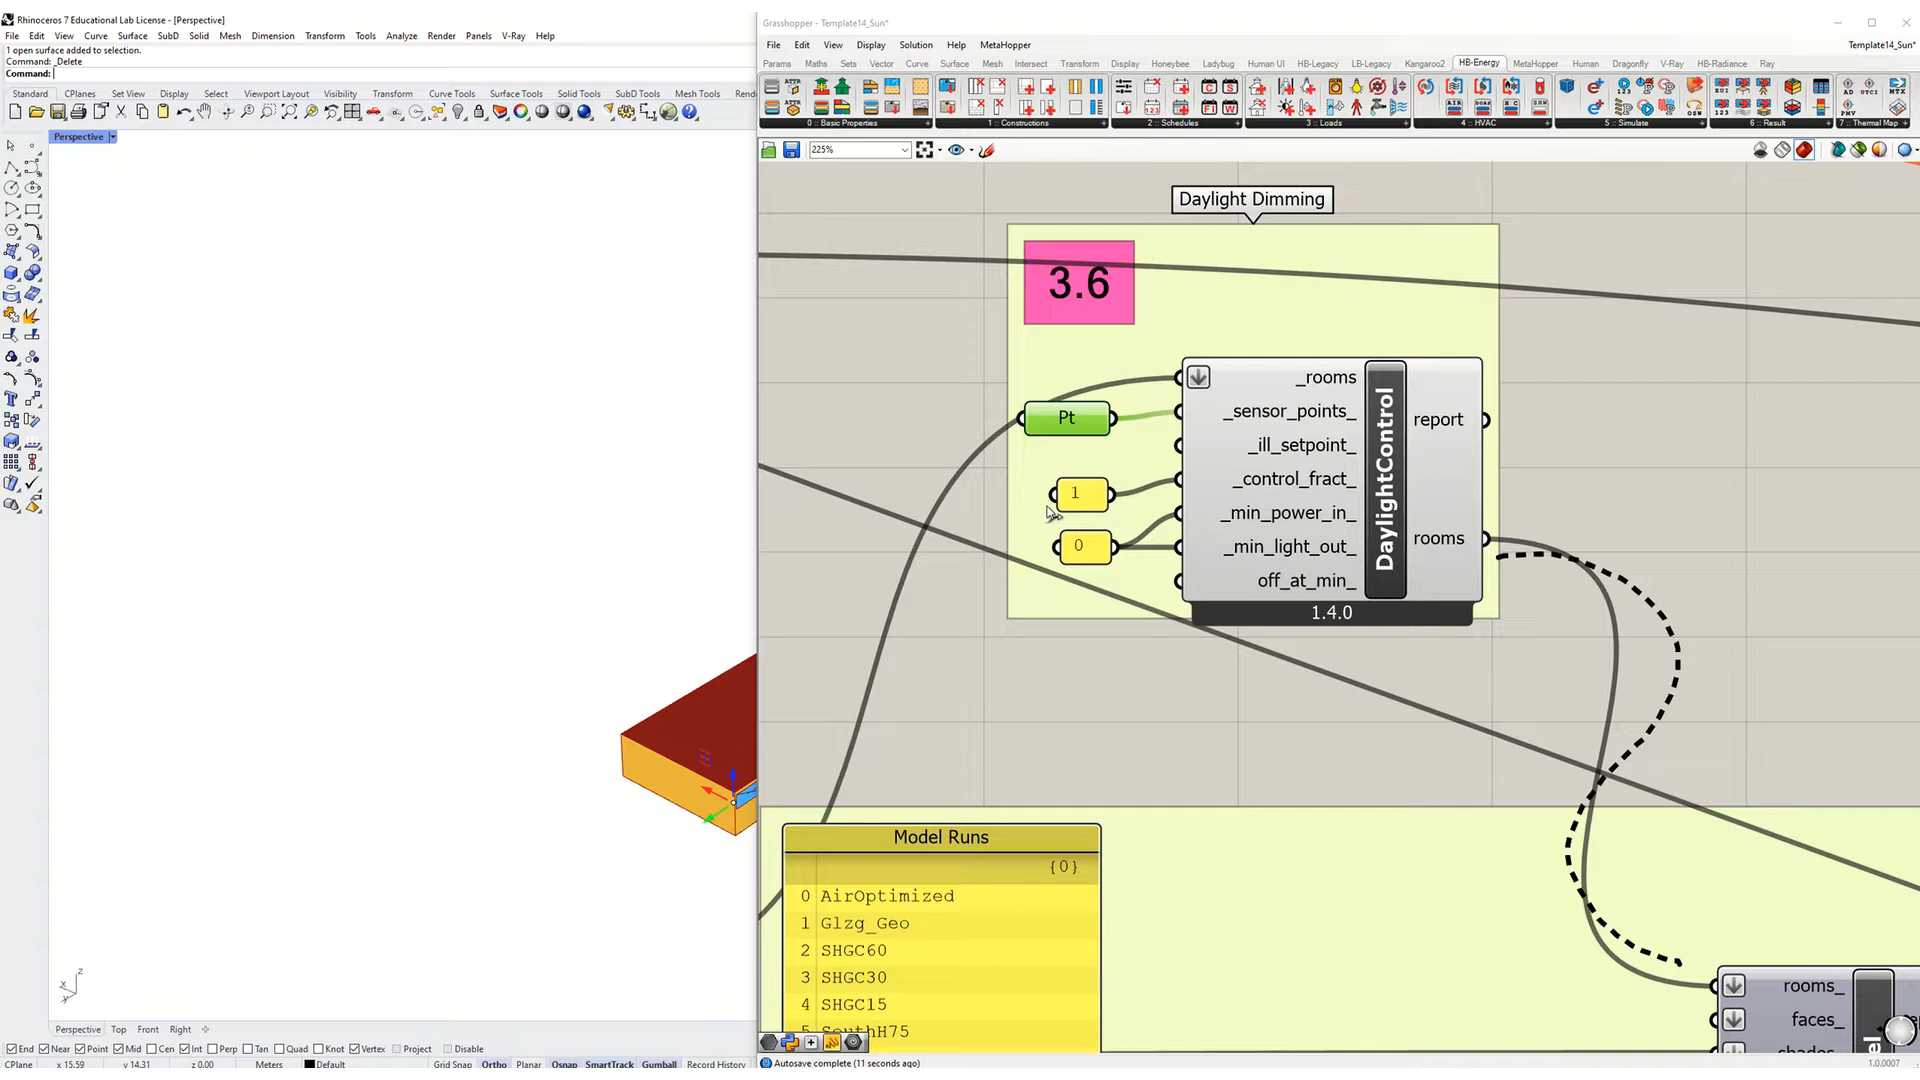 Rhinoceros 7 Educational Lab License - [Perspective]
File Edit View Curve Surface SubD Solid Mesh Dimension Transform Tools Analyze Render Panels V-Ray Help
1 open surface added to selection.
Command: _Delete
Command:
Standard CPlanes Set View Display Select Viewport Layout Visibility Transform Curve Tools Surface Tools Solid Tools SubD Tools Mesh Tools
Perspective
z
x
y
Perspective Top Front Right
End Near Point Mid Cen Int Perp Tan Quad Knot Vertex Project Disable
CPlane x 15.59 y 14.31 z 0.00 Meters Default Grid Snap Ortho Planar Osnap SmartTrack Gumball Record History
Grasshopper - Template14_Sun*
File Edit View Display Solution Help MetaHopper Template14_Sun*
Params Maths Sets Vector Curve Surface Mesh Intersect Transform Display Honeybee Ladybug Human UI HB-Legacy LB-Legacy Kangaroo2 HB-Energy MetaHopper Human Dragonfly V-Ray HB-Radiance Ray
0 :: Basic Properties 1 :: Constructions 2 :: Schedules 3 :: Loads 4 :: HVAC 5 :: Simulate 6 :: Result 7 :: Thermal Map
225%
Daylight Dimming
3.6
Pt
1
0
_rooms
_sensor_points_
_ill_setpoint_
_control_fract_
_min_power_in_
_min_light_out_
off_at_min_
DaylightControl
report
rooms
1.4.0
Model Runs
{0}
0 AirOptimized
1 Glzg_Geo
2 SHGC60
3 SHGC30
4 SHGC15
5 SouthH75
rooms_
faces_
Autosave complete (11 seconds ago)
1.0.0007